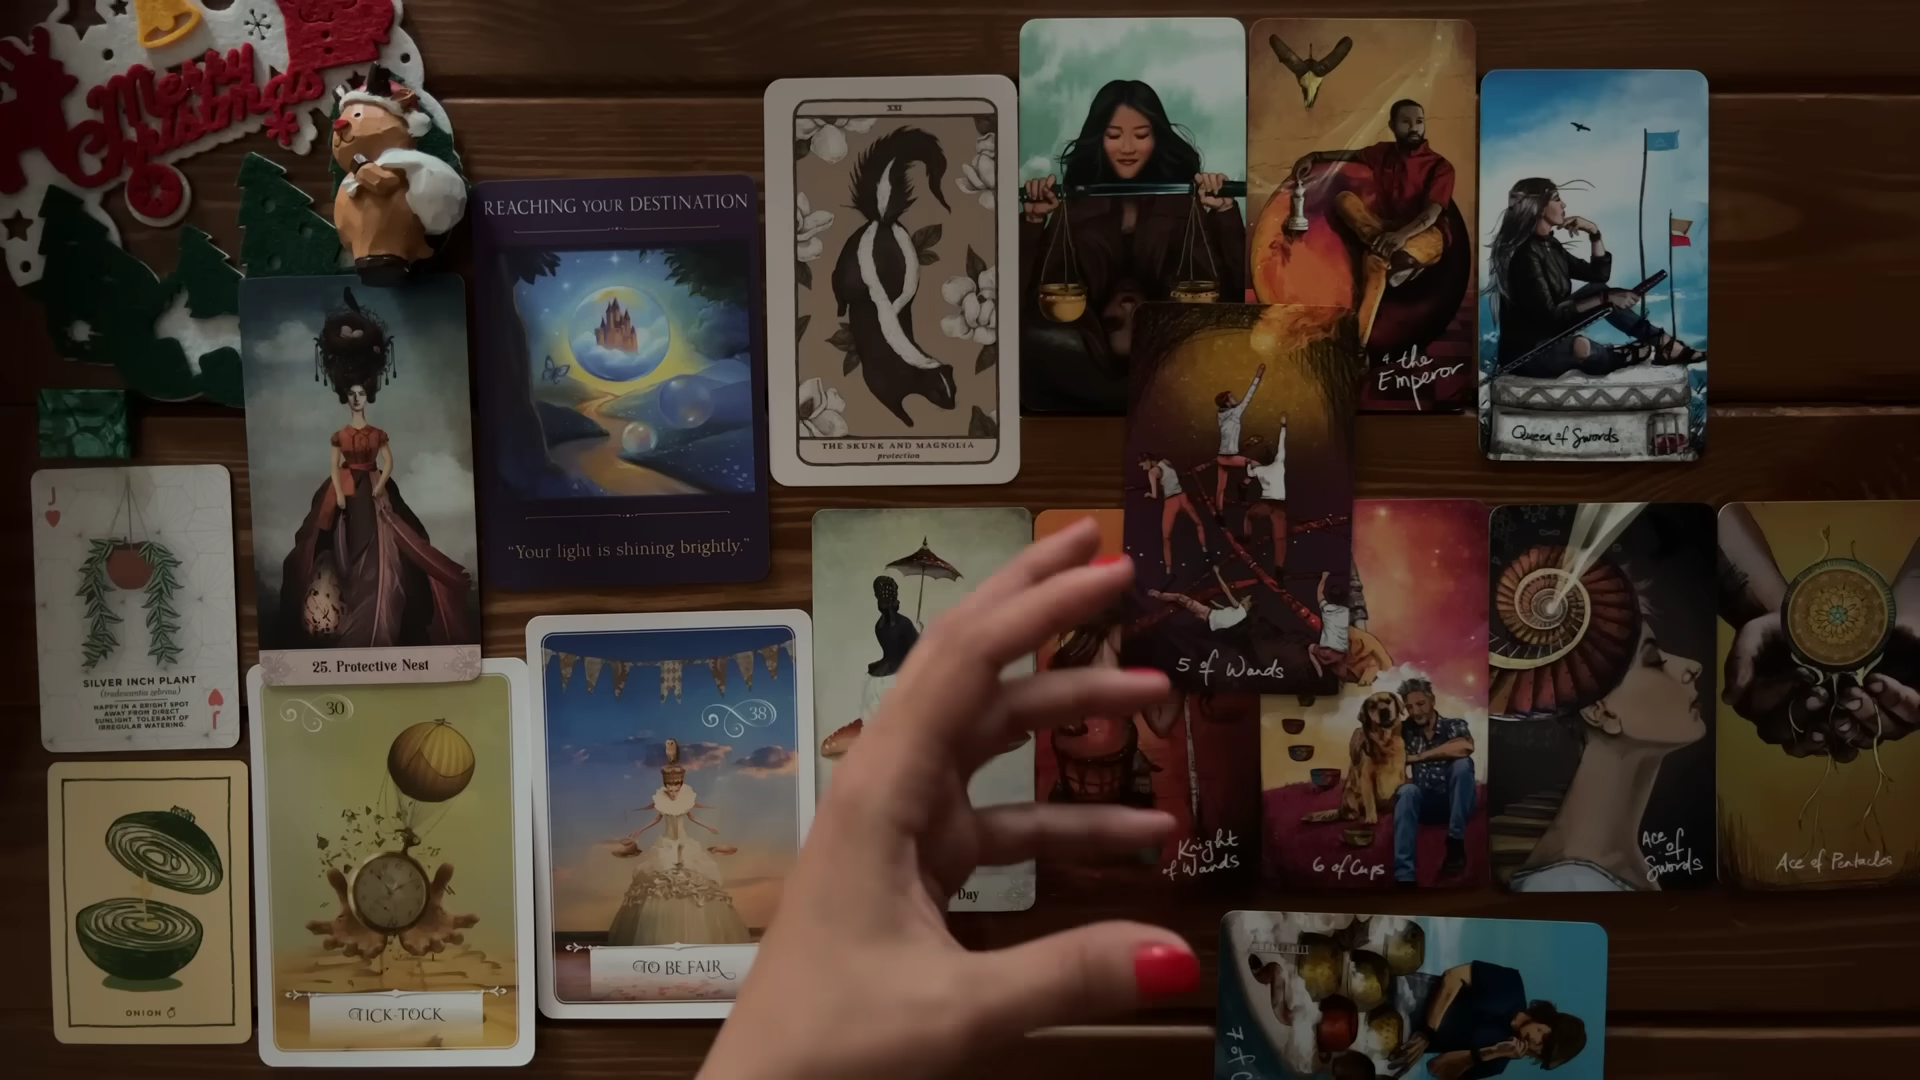 Merry
Christmas
REACHING YOUR DESTINATION
"Your light is shining brightly."
XXI
THE SKUNK AND MAGNOLIA
protection
4 the
Emperor
Queen of Swords
J
SILVER INCH PLANT
(tradescantia zebrina)
HAPPY IN A BRIGHT SPOT
AWAY FROM DIRECT
SUNLIGHT. TOLERANT OF
IRREGULAR WATERING.
J
25. Protective Nest
5 of Wands
30
TICK-TOCK
38
TO BE FAIR
Day
Knight
of Wands
6 of Cups
Ace
of
Swords
Ace of Pentacles
ONION
7 of